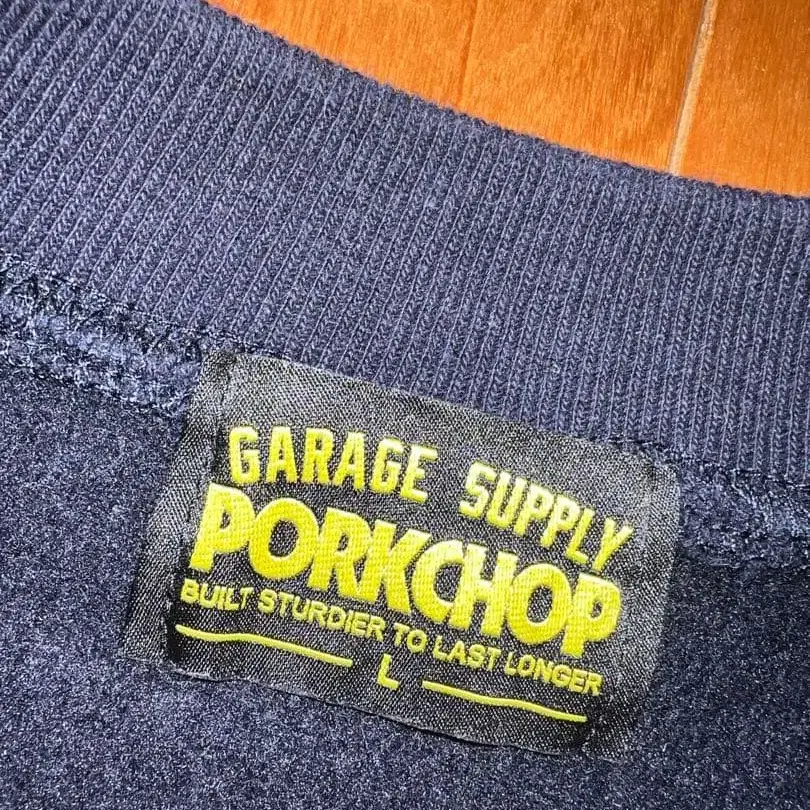 GARAGE SUPPLY
PORKCHOP
BUILT STURDIER TO LAST LONGER
L